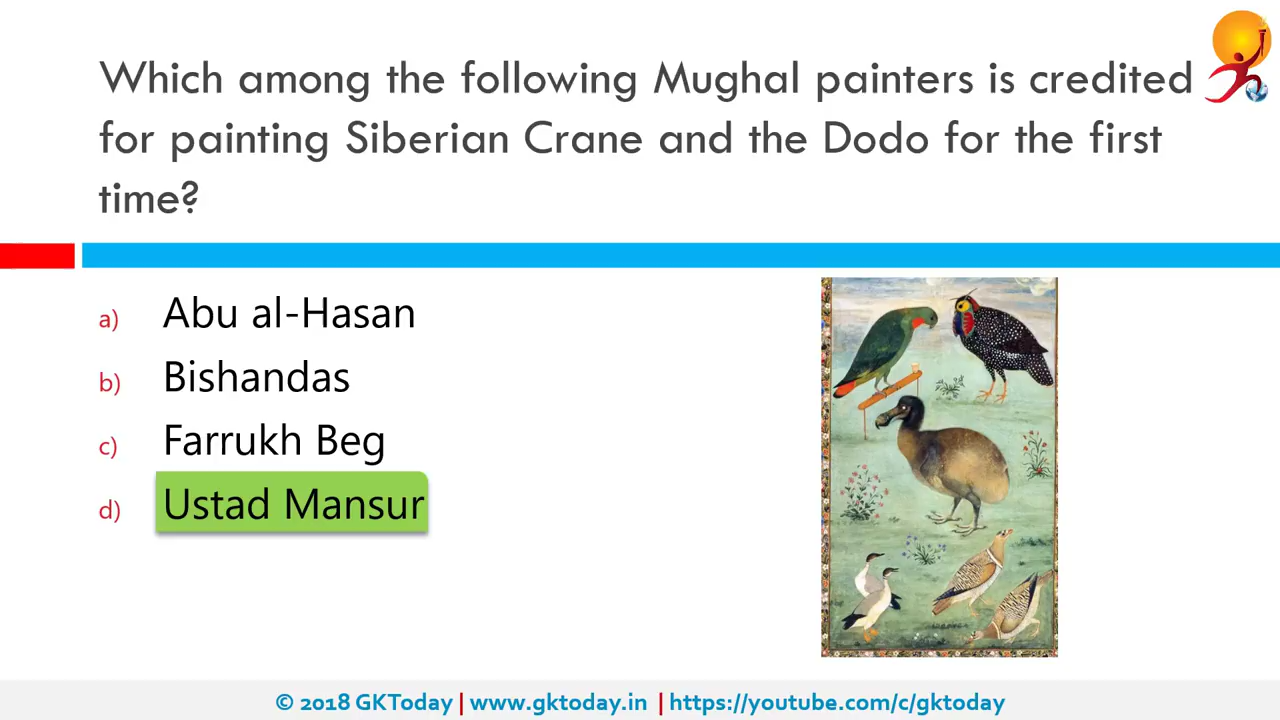 Which among the following Mughal painters is credited
for painting Siberian Crane and the Dodo for the first
time?
a) Abu al-Hasan
b) Bishandas
c) Farrukh Beg
d) Ustad Mansur
© 2018 GKToday | www.gktoday.in | https://youtube.com/c/gktoday